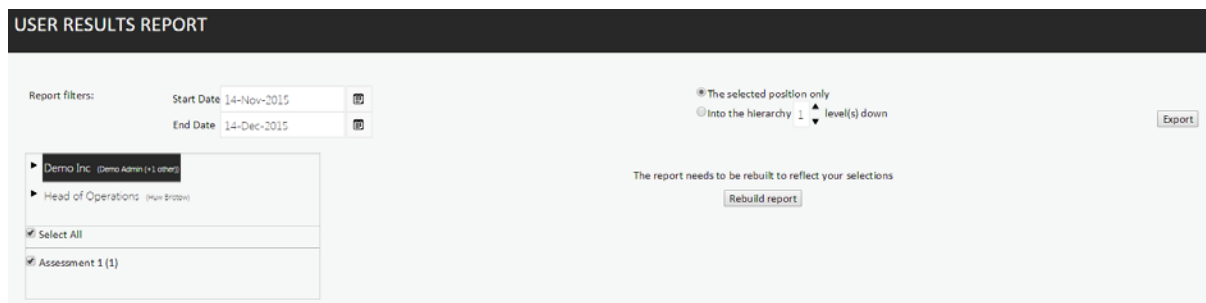 USER RESULTS REPORT
Report filters:
Start Date 14-Nov-2015
End Date 14-Dec-2015
The selected position only
Into the hierarchy 1 level(s) down
Export
Demo Inc (Demo Admin (+1 other))
Head of Operations (Huw Bristow)
Select All
Assessment 1 (1)
The report needs to be rebuilt to reflect your selections
Rebuild report